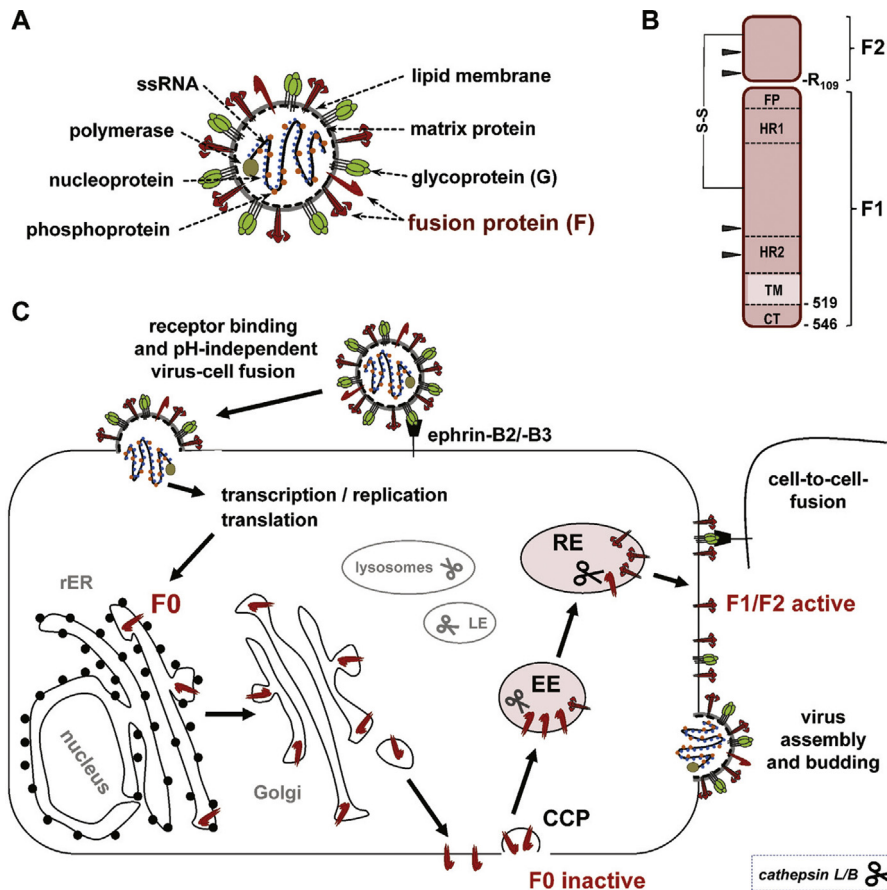 A
ssRNA
polymerase
nucleoprotein
phosphoprotein
lipid membrane
matrix protein
glycoprotein (G)
fusion protein (F)
B
S-S
F2
-R109
FP
HR1
F1
HR2
TM
- 519
CT
- 546
C
receptor binding
and pH-independent
virus-cell fusion
ephrin-B2/-B3
cell-to-cell-
fusion
transcription / replication
translation
rER
F0
lysosomes
LE
RE
EE
F1/F2 active
nucleus
Golgi
virus
assembly
and budding
CCP
F0 inactive
cathepsin L/B